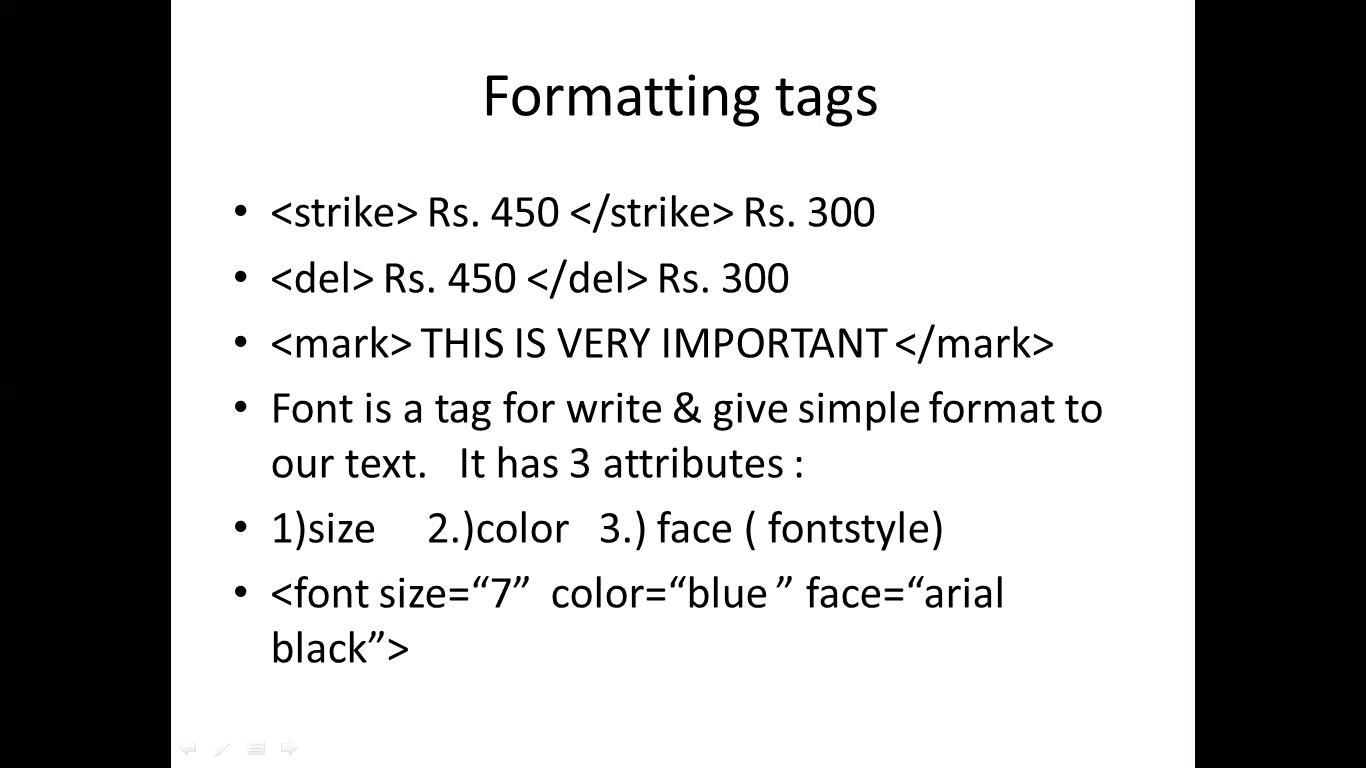 Formatting tags
• <strike> Rs. 450 </strike> Rs. 300
• <del> Rs. 450 </del> Rs. 300
• <mark> THIS IS VERY IMPORTANT </mark>
• Font is a tag for write & give simple format to
our text.   It has 3 attributes :
• 1)size     2.)color   3.) face ( fontstyle)
• <font size=“7”  color=“blue ” face=“arial
black”>